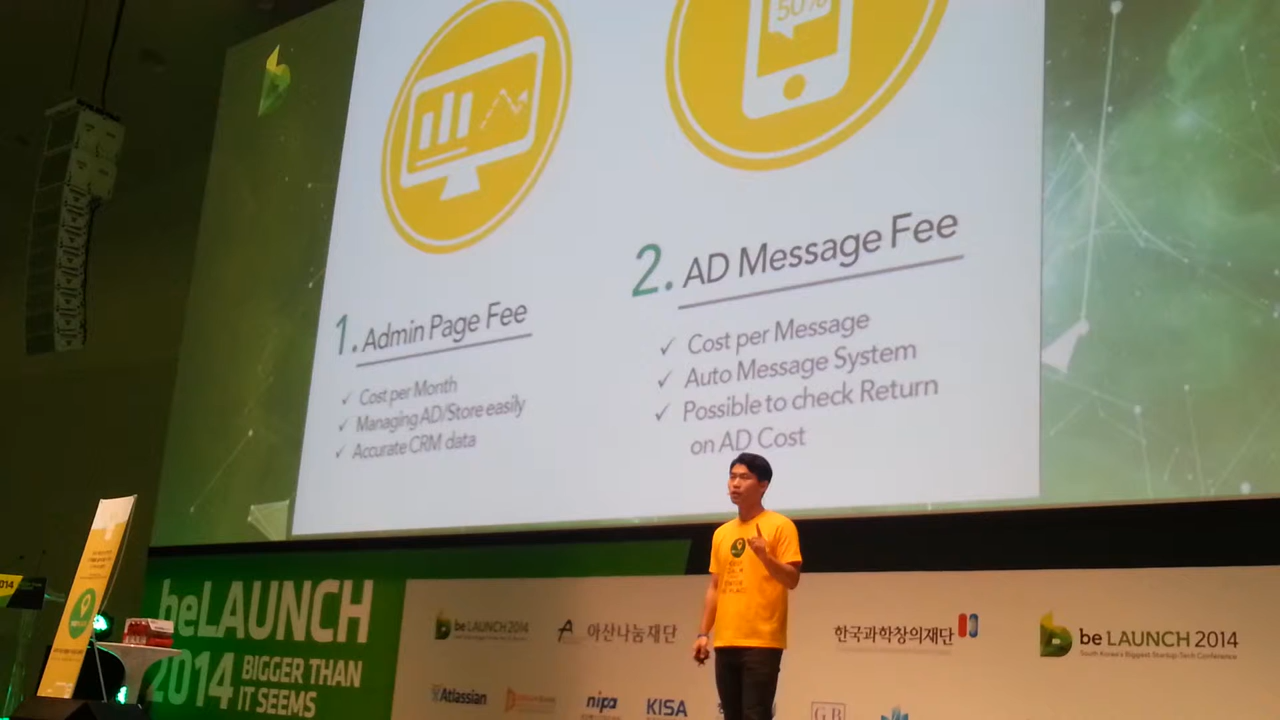 50%
1. Admin Page Fee
✓ Cost per Month
✓ Managing AD/Store easily
✓ Accurate CRM data
2. AD Message Fee
✓ Cost per Message
✓ Auto Message System
✓ Possible to check Return
on AD Cost
014
beLAUNCH
2014 BIGGER THAN
IT SEEMS
be LAUNCH 2014
아산나눔재단
한국과학창의재단
be LAUNCH 2014
South Korea's Biggest Startup Tech Conference
Atlassian
nipa
KISA
GB